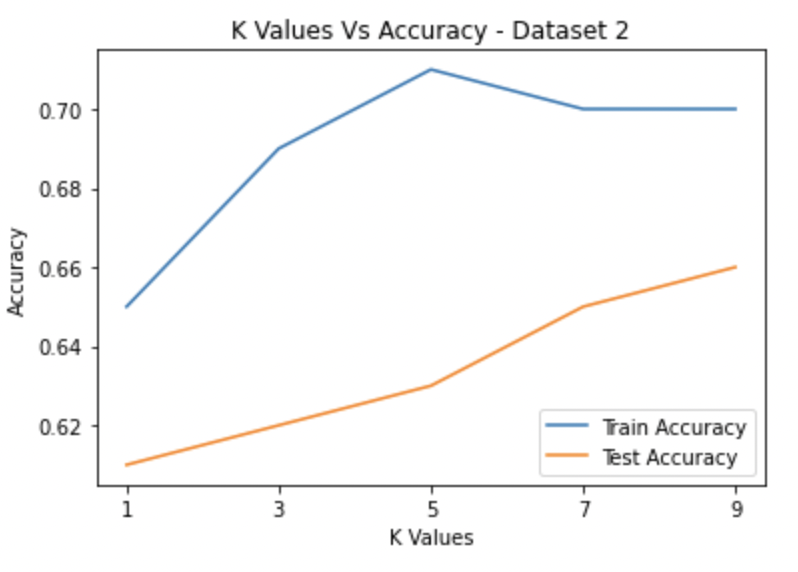 K Values Vs Accuracy - Dataset 2
Accuracy
0.70
0.68
0.66
0.64
0.62
Train Accuracy
Test Accuracy
1 3 5 7 9
K Values